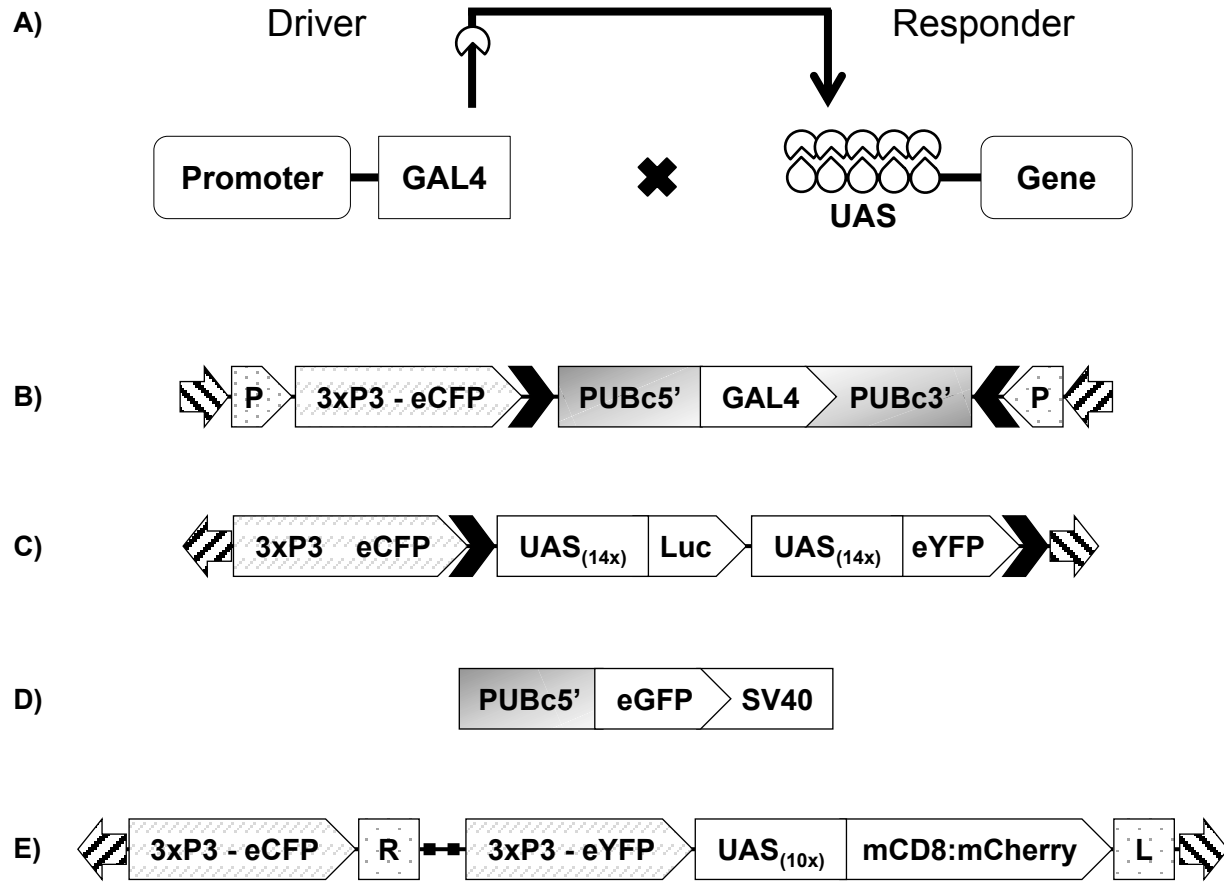 A) Driver Responder
Promoter GAL4 Gene
UAS
B) P 3xP3 - eCFP PUBc5’ GAL4 PUBc3’ P
C) 3xP3 eCFP UAS(14x) Luc UAS(14x) eYFP
D) PUBc5’ eGFP SV40
E) 3xP3 - eCFP R 3xP3 - eYFP UAS(10x) mCD8:mCherry L